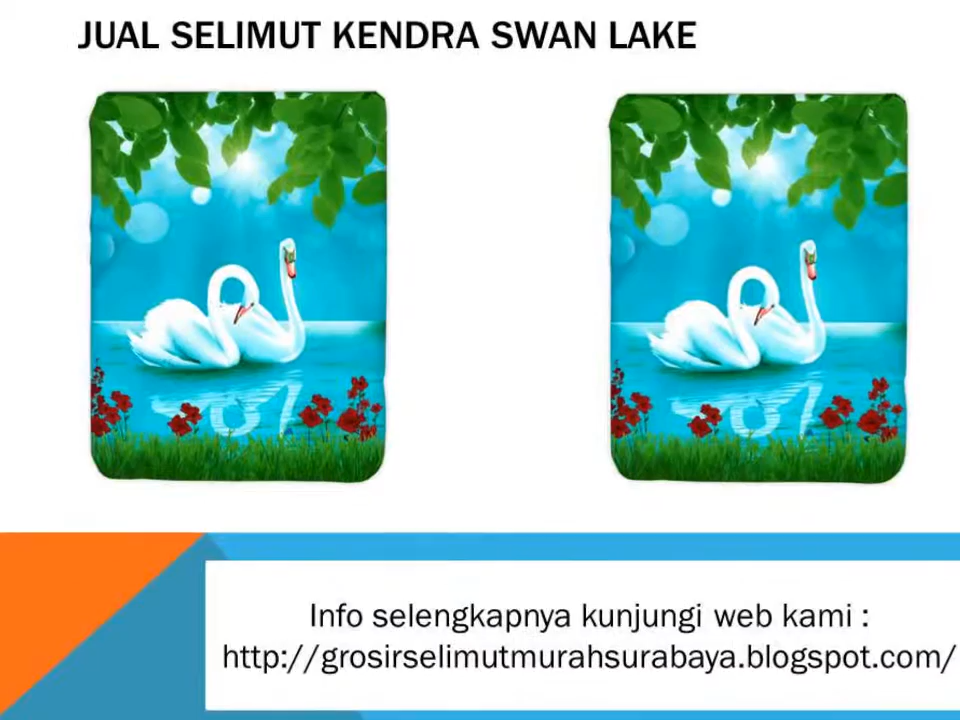 JUAL SELIMUT KENDRA SWAN LAKE
Info selengkapnya kunjungi web kami :
http://grosirselimutmurahsurabaya.blogspot.com/